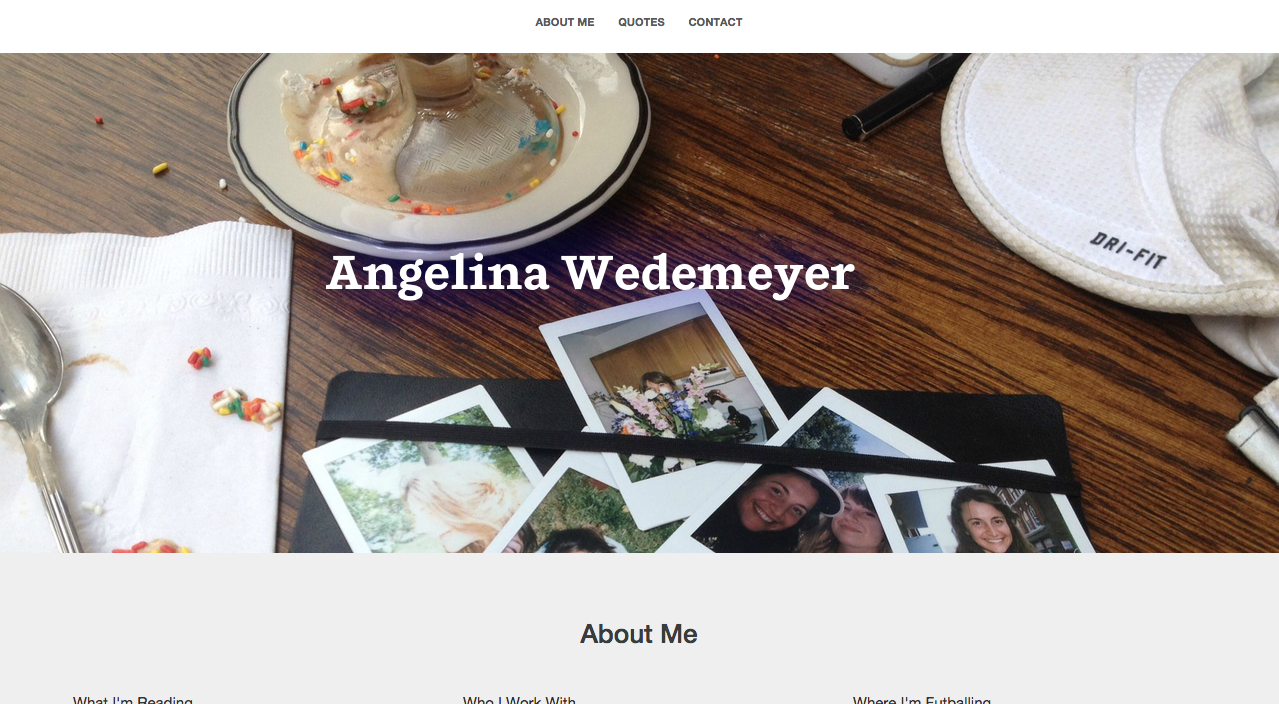 ABOUT ME QUOTES CONTACT
DRI-FIT
Angelina Wedemeyer
About Me
What I'm Reading Who I Work With Where I'm Futballing